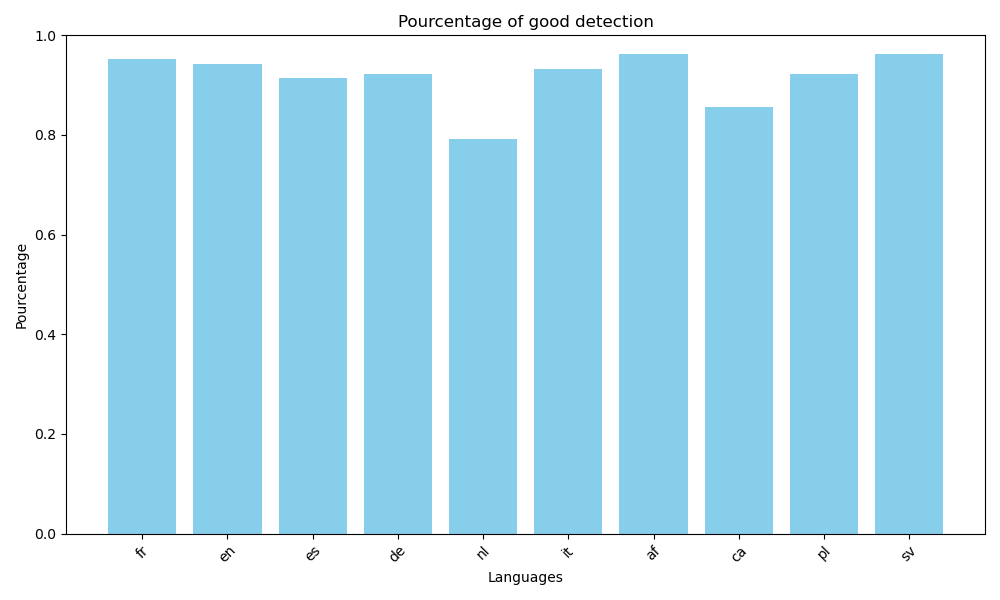 Pourcentage of good detection
1.0
0.8
0.6
0.4
0.2
0.0
Pourcentage
fr en es de nl it af ca pl sv
Languages